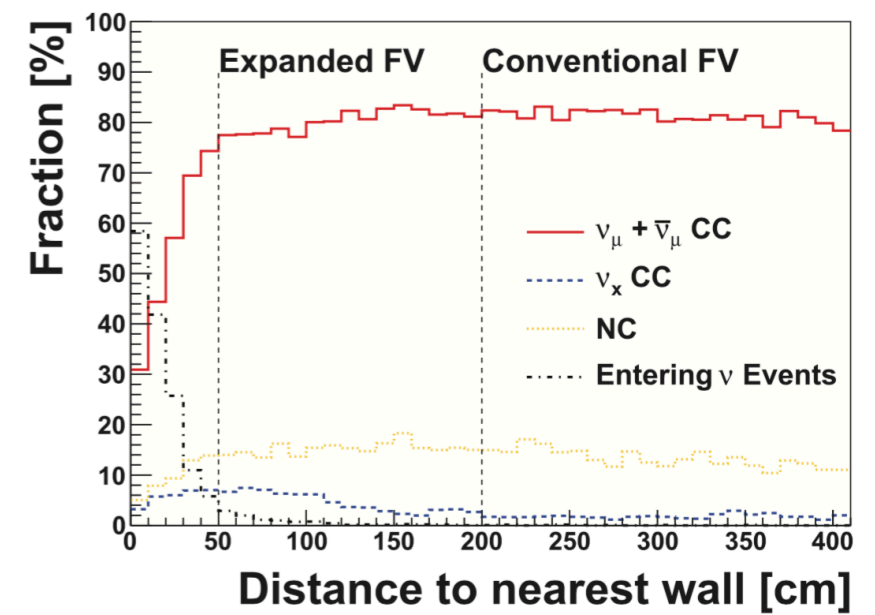 Fraction [%]
100
90
80
70
60
50
40
30
20
10
0
Expanded FV
Conventional FV
ν_μ + ν̄_μ CC
ν_x CC
NC
Entering ν Events
0 50 100 150 200 250 300 350 400
Distance to nearest wall [cm]